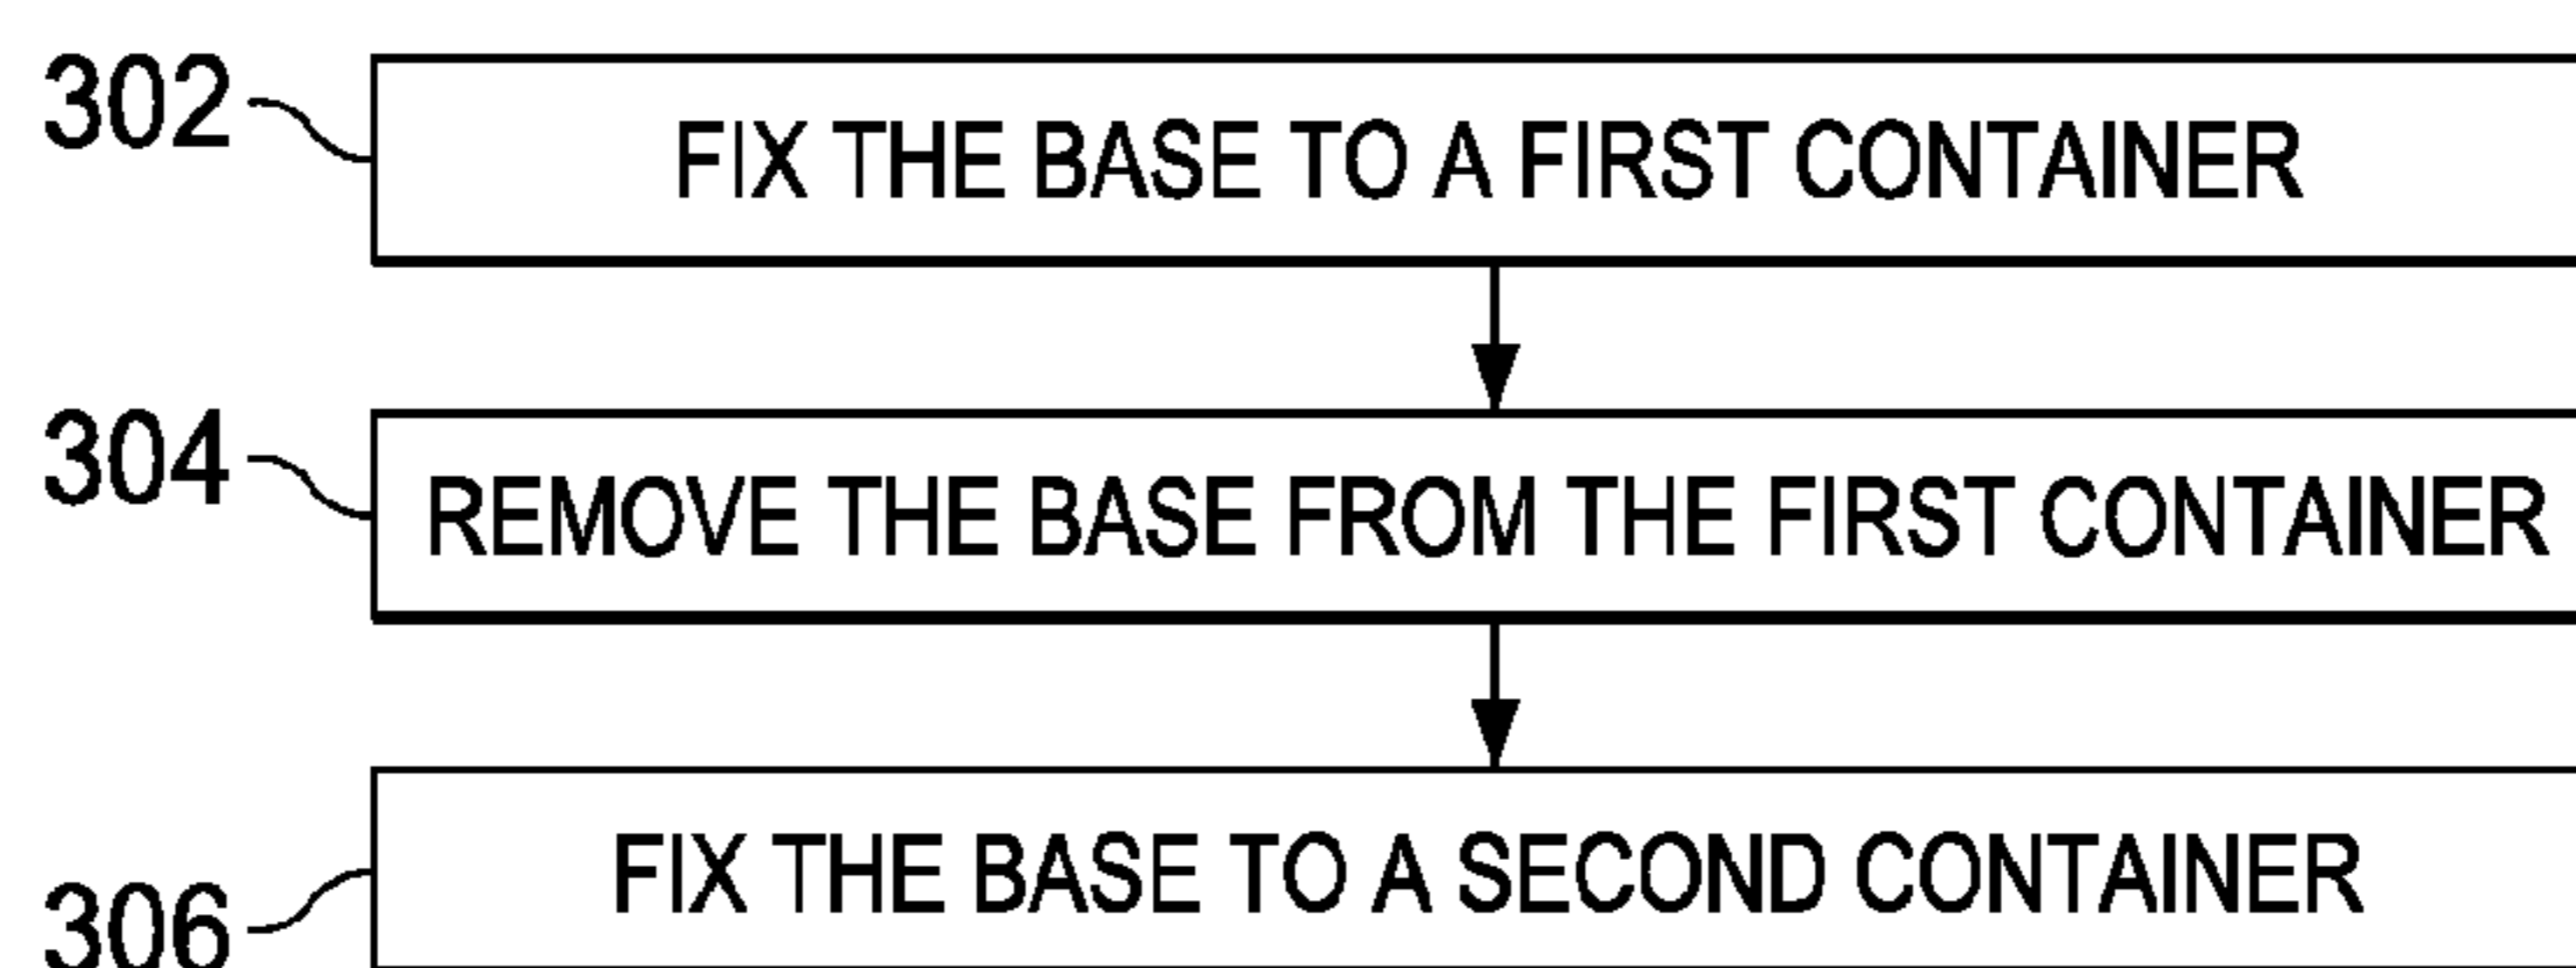 302
FIX THE BASE TO A FIRST CONTAINER
304
REMOVE THE BASE FROM THE FIRST CONTAINER
306
FIX THE BASE TO A SECOND CONTAINER